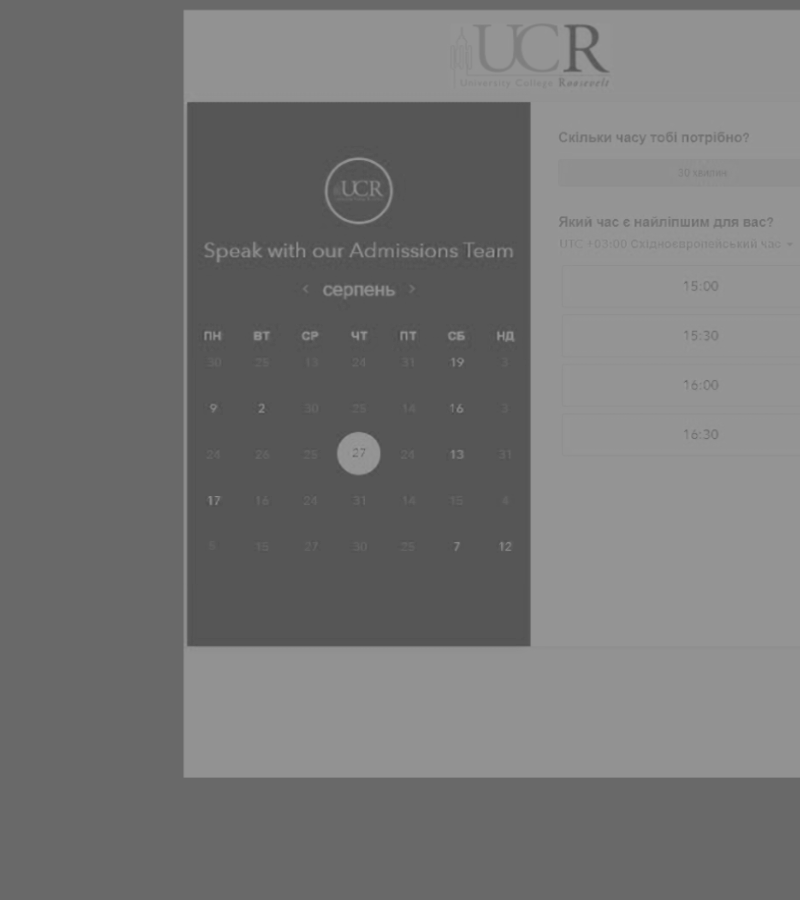 UCR
University College Roosevelt
UCR
Speak with our Admissions Team
< серпень >
ПН ВТ СР ЧТ ПТ СБ НД
30 25 13 24 31 19 3
9 2 30 25 14 16 3
24 26 25 27 24 13 31
17 16 24 31 14 15 4
5 15 27 30 25 7 12
Скільки часу тобі потрібно?
30 хвилин
Який час є найліпшим для вас?
UTC +03:00 Східноєвропейський час
15:00
15:30
16:00
16:30